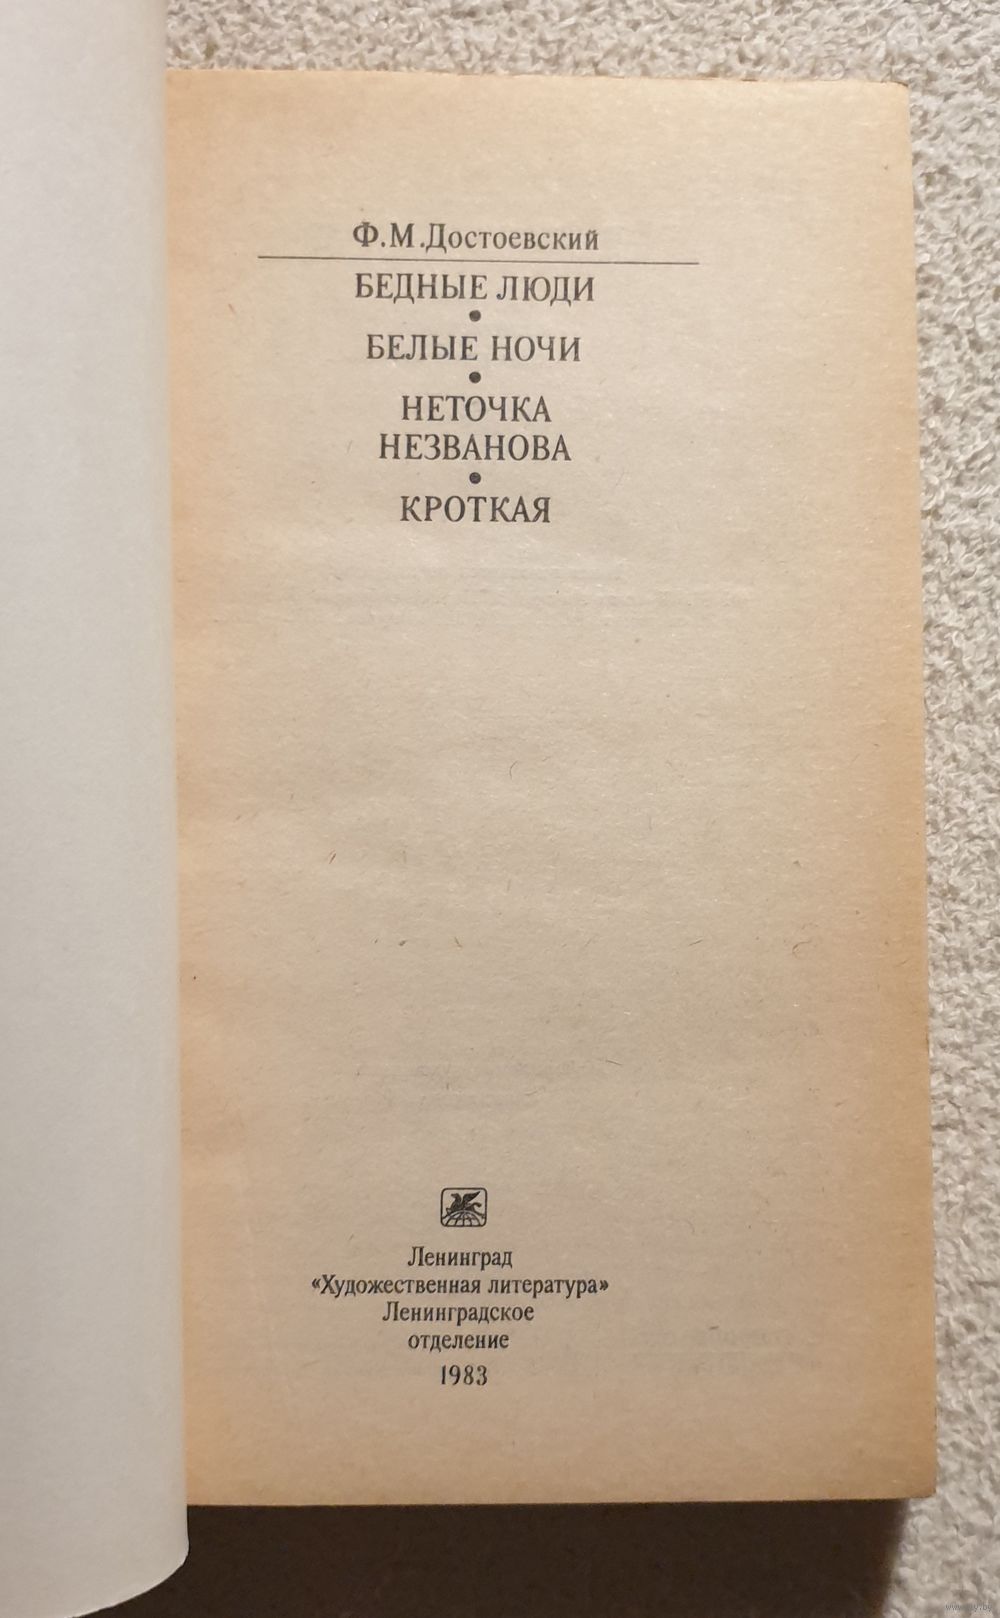 Ф.М.Достоевский
БЕДНЫЕ ЛЮДИ
•
БЕЛЫЕ НОЧИ
•
НЕТОЧКА
НЕЗВАНОВА
•
КРОТКАЯ
Ленинград
«Художественная литература»
Ленинградское
отделение
1983